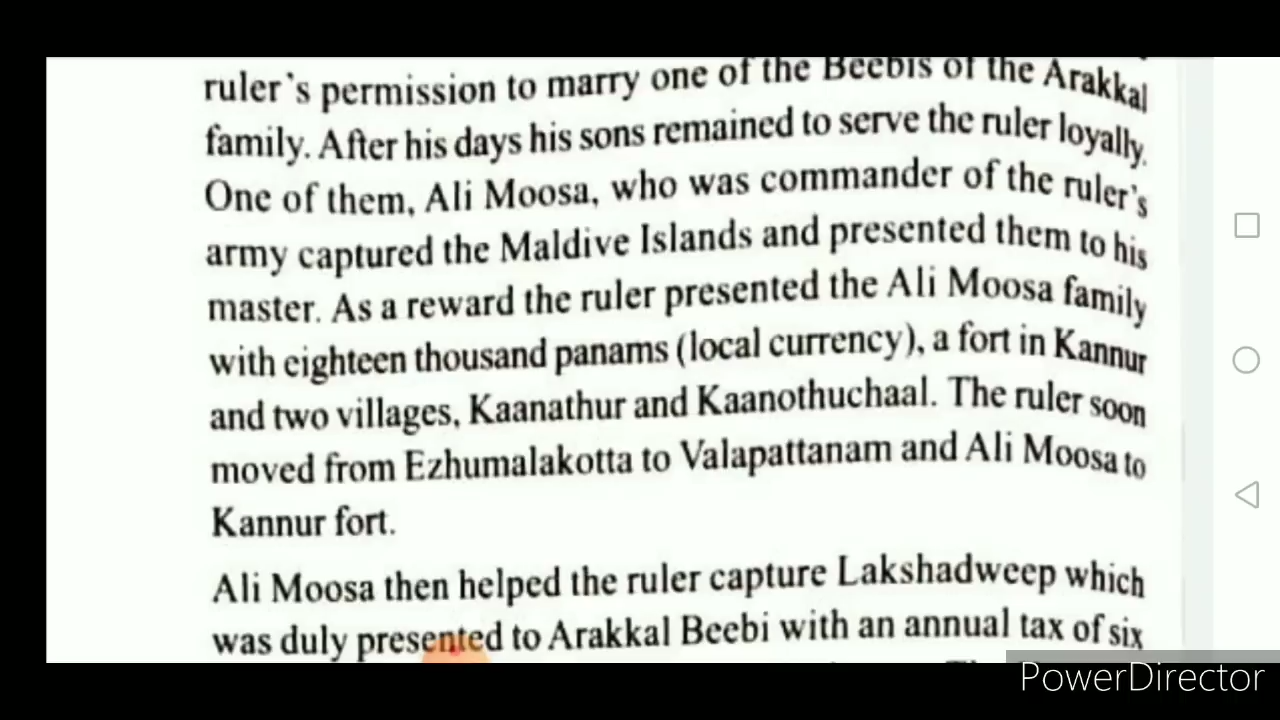 ruler's permission to marry one of the Beebis of the Arakkal
family. After his days his sons remained to serve the ruler loyally.
One of them, Ali Moosa, who was commander of the ruler's
army captured the Maldive Islands and presented them to his
master. As a reward the ruler presented the Ali Moosa family
with eighteen thousand panams (local currency), a fort in Kannur
and two villages, Kaanathur and Kaanothuchaal. The ruler soon
moved from Ezhumalakotta to Valapattanam and Ali Moosa to
Kannur fort.
Ali Moosa then helped the ruler capture Lakshadweep which
was duly presented to Arakkal Beebi with an annual tax of six
PowerDirector